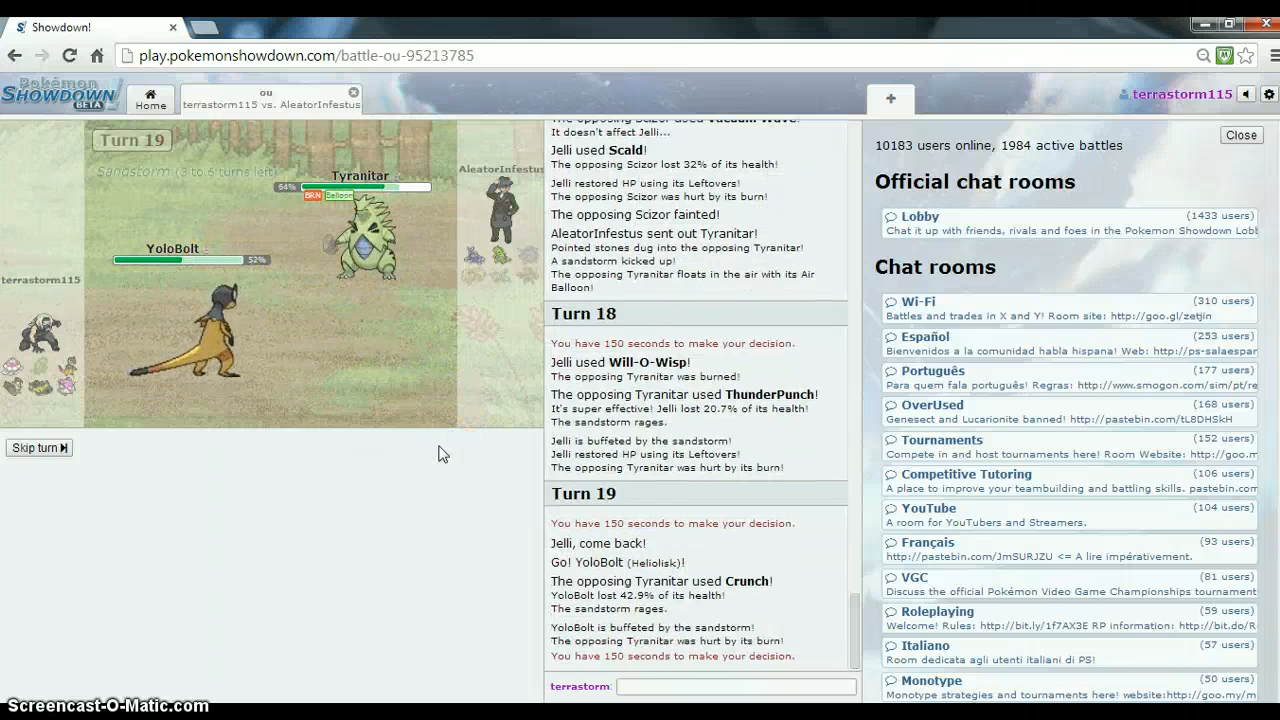 Showdown!
play.pokemonshowdown.com/battle-ou-95213785
Pokémon
SHOWDOWN
BETA
Home
ou
terrastorm115 vs. AleatorInfestus
+
terrastorm115
Turn 19
Sandstorm (3 to 6 turns left)
Tyranitar
64%
BRN Balloon
AleatorInfestus
YoloBolt
52%
terrastorm115
Skip turn
It doesn't affect Jelli...
Jelli used Scald!
The opposing Scizor lost 32% of its health!
Jelli restored HP using its Leftovers!
The opposing Scizor was hurt by its burn!
The opposing Scizor fainted!
AleatorInfestus sent out Tyranitar!
Pointed stones dug into the opposing Tyranitar!
A sandstorm kicked up!
The opposing Tyranitar floats in the air with its Air
Balloon!
Turn 18
You have 150 seconds to make your decision.
Jelli used Will-O-Wisp!
The opposing Tyranitar was burned!
The opposing Tyranitar used ThunderPunch!
It's super effective! Jelli lost 20.7% of its health!
The sandstorm rages.
Jelli is buffeted by the sandstorm!
Jelli restored HP using its Leftovers!
The opposing Tyranitar was hurt by its burn!
Turn 19
You have 150 seconds to make your decision.
Jelli, come back!
Go! YoloBolt (Heliolisk)!
The opposing Tyranitar used Crunch!
YoloBolt lost 42.9% of its health!
The sandstorm rages.
YoloBolt is buffeted by the sandstorm!
The opposing Tyranitar was hurt by its burn!
You have 150 seconds to make your decision.
terrastorm:
Close
10183 users online, 1984 active battles
Official chat rooms
Lobby (1433 users)
Chat it up with friends, rivals and foes in the Pokemon Showdown Lobb
Chat rooms
Wi-Fi (310 users)
Battles and trades in X and Y! Room site: http://goo.gl/zetjin
Español (253 users)
Bienvenidos a la comunidad habla hispana! Web: http://ps-salaespar
Português (177 users)
Para quem fala português! Regras: http://www.smogon.com/sim/pt/re
OverUsed (168 users)
Genesect and Lucarionite banned! http://pastebin.com/tL8DHSkH
Tournaments (152 users)
Compete in and host tournaments here! Room Website: http://goo.g
Competitive Tutoring (106 users)
A place to improve your teambuilding and battling skills. pastebin.com
YouTube (104 users)
A room for YouTubers and Streamers.
Français (93 users)
http://pastebin.com/JmSURJZU <= A lire impérativement.
VGC (81 users)
Discuss the official Pokémon Video Game Championships tournament
Roleplaying (59 users)
Welcome! Rules: http://bit.ly/1f7AX3E RP information: http://bit.do/R
Italiano (57 users)
Room dedicata agli utenti italiani di PS!
Monotype (50 users)
Monotype strategies and tournaments here! website:http://goo.gl/my
Screencast-O-Matic.com